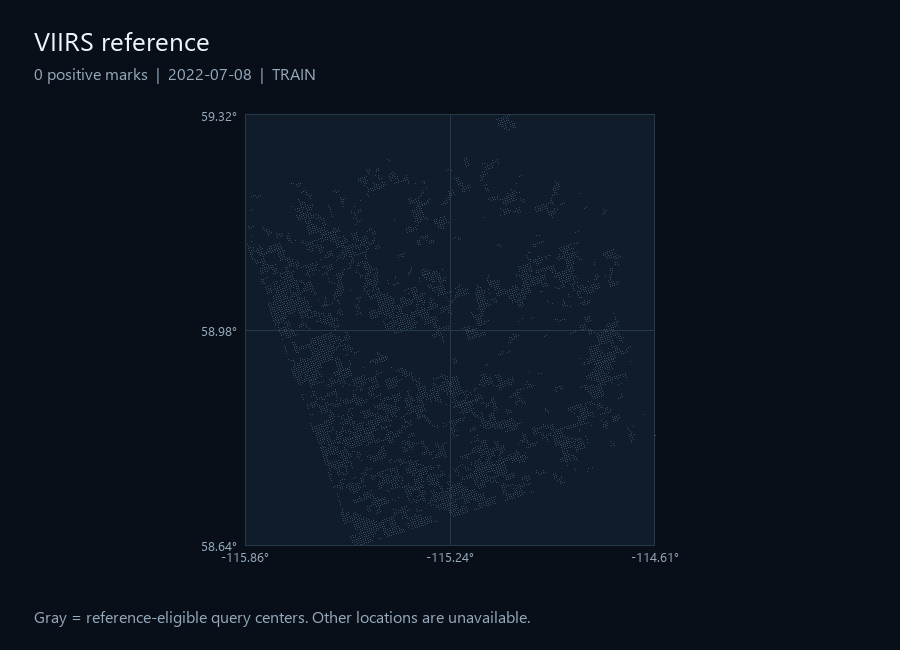 VIIRS reference
0 positive marks | 2022-07-08 | TRAIN
59.32°
58.98°
58.64°
-115.86°
-115.24°
-114.61°
Gray = reference-eligible query centers. Other locations are unavailable.